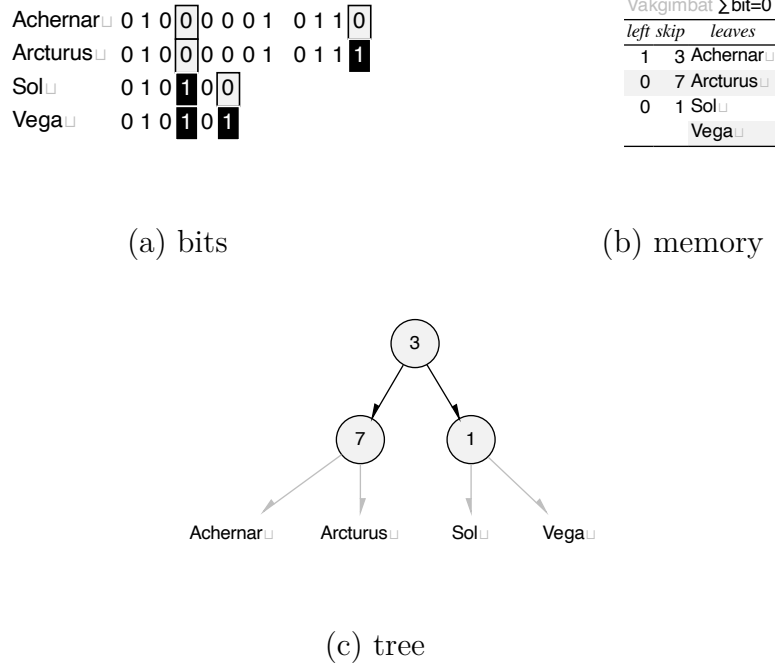 Vakgimbat ∑bit=0
Achernar␣ 0 1 0 0 0 0 0 1 0 1 1 0
Arcturus␣ 0 1 0 0 0 0 0 1 0 1 1 1
Sol␣ 0 1 0 1 0 0
Vega␣ 0 1 0 1 0 1
left skip leaves
1 3 Achernar␣
0 7 Arcturus␣
0 1 Sol␣
Vega␣
(a) bits
(b) memory
3
7 1
Achernar␣ Arcturus␣ Sol␣ Vega␣
(c) tree